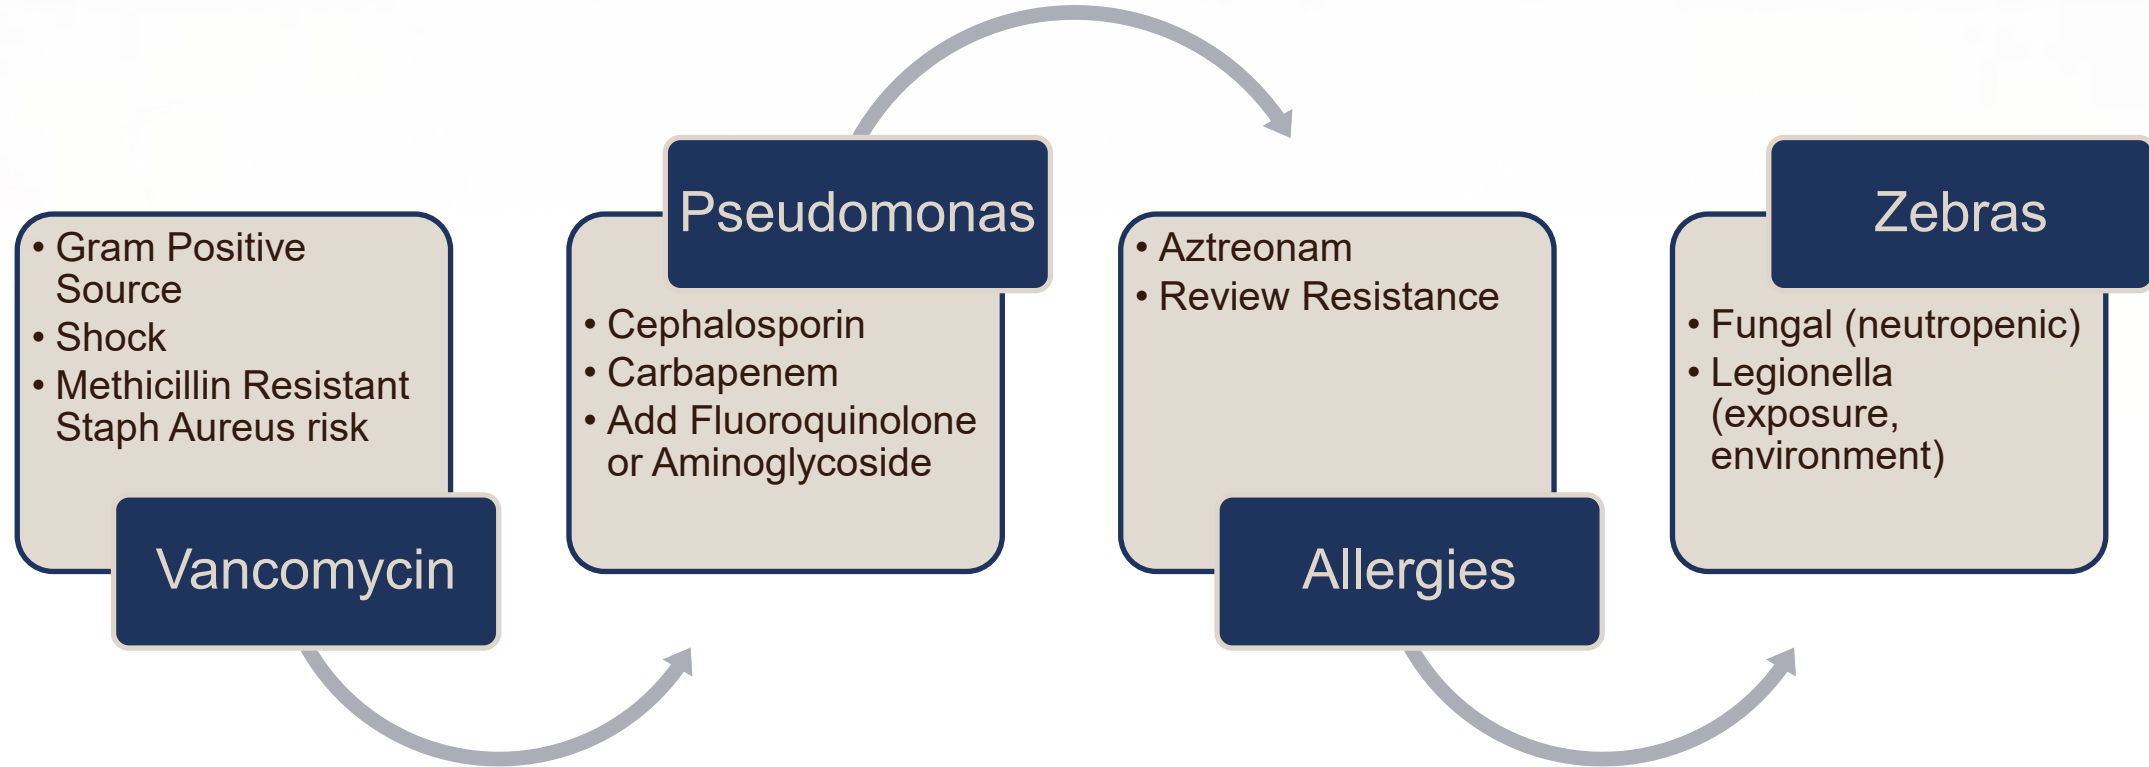 • Gram Positive
Source
• Shock
• Methicillin Resistant
Staph Aureus risk
Vancomycin
Pseudomonas
• Cephalosporin
• Carbapenem
• Add Fluoroquinolone
or Aminoglycoside
• Aztreonam
• Review Resistance
Allergies
Zebras
• Fungal (neutropenic)
• Legionella
(exposure,
environment)